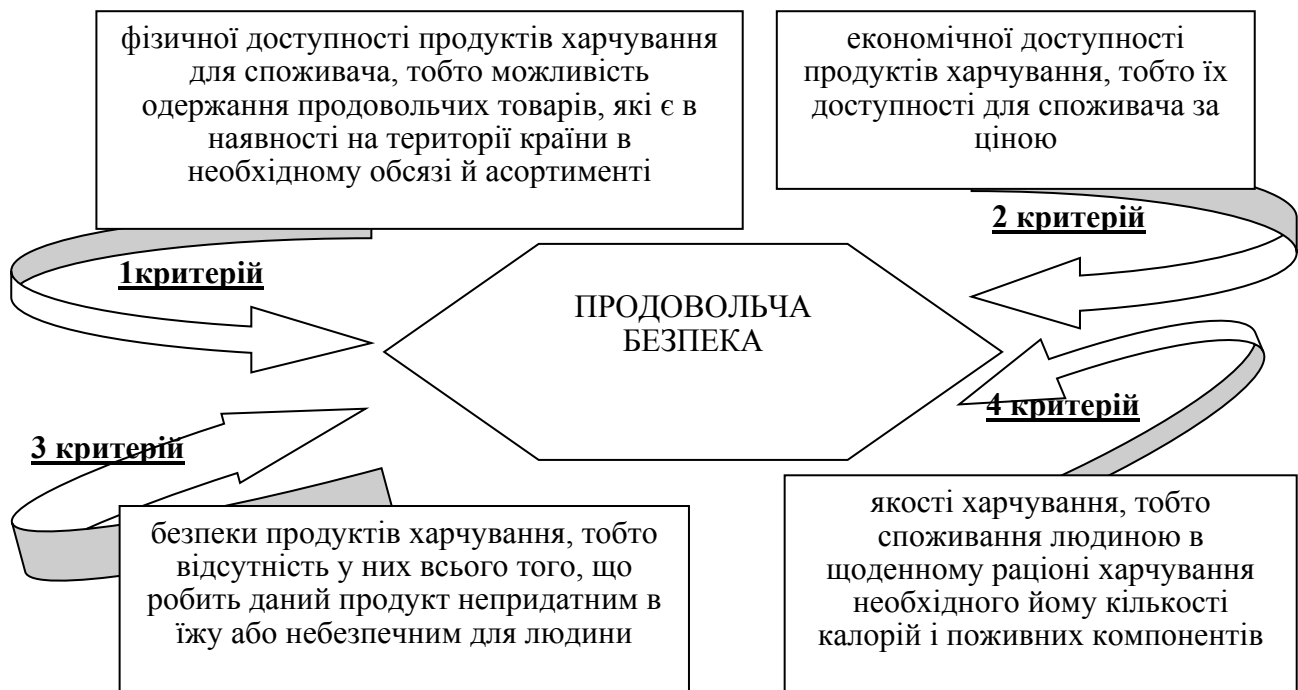 фізичної доступності продуктів харчування
для споживача, тобто можливість
одержання продовольчих товарів, які є в
наявності на території країни в
необхідному обсязі й асортименті
економічної доступності
продуктів харчування, тобто їх
доступності для споживача за
ціною
2 критерій
1критерій
ПРОДОВОЛЬЧА
БЕЗПЕКА
4 критерій
3 критерій
безпеки продуктів харчування, тобто
відсутність у них всього того, що
робить даний продукт непридатним в
їжу або небезпечним для людини
якості харчування, тобто
споживання людиною в
щоденному раціоні харчування
необхідного йому кількості
калорій і поживних компонентів